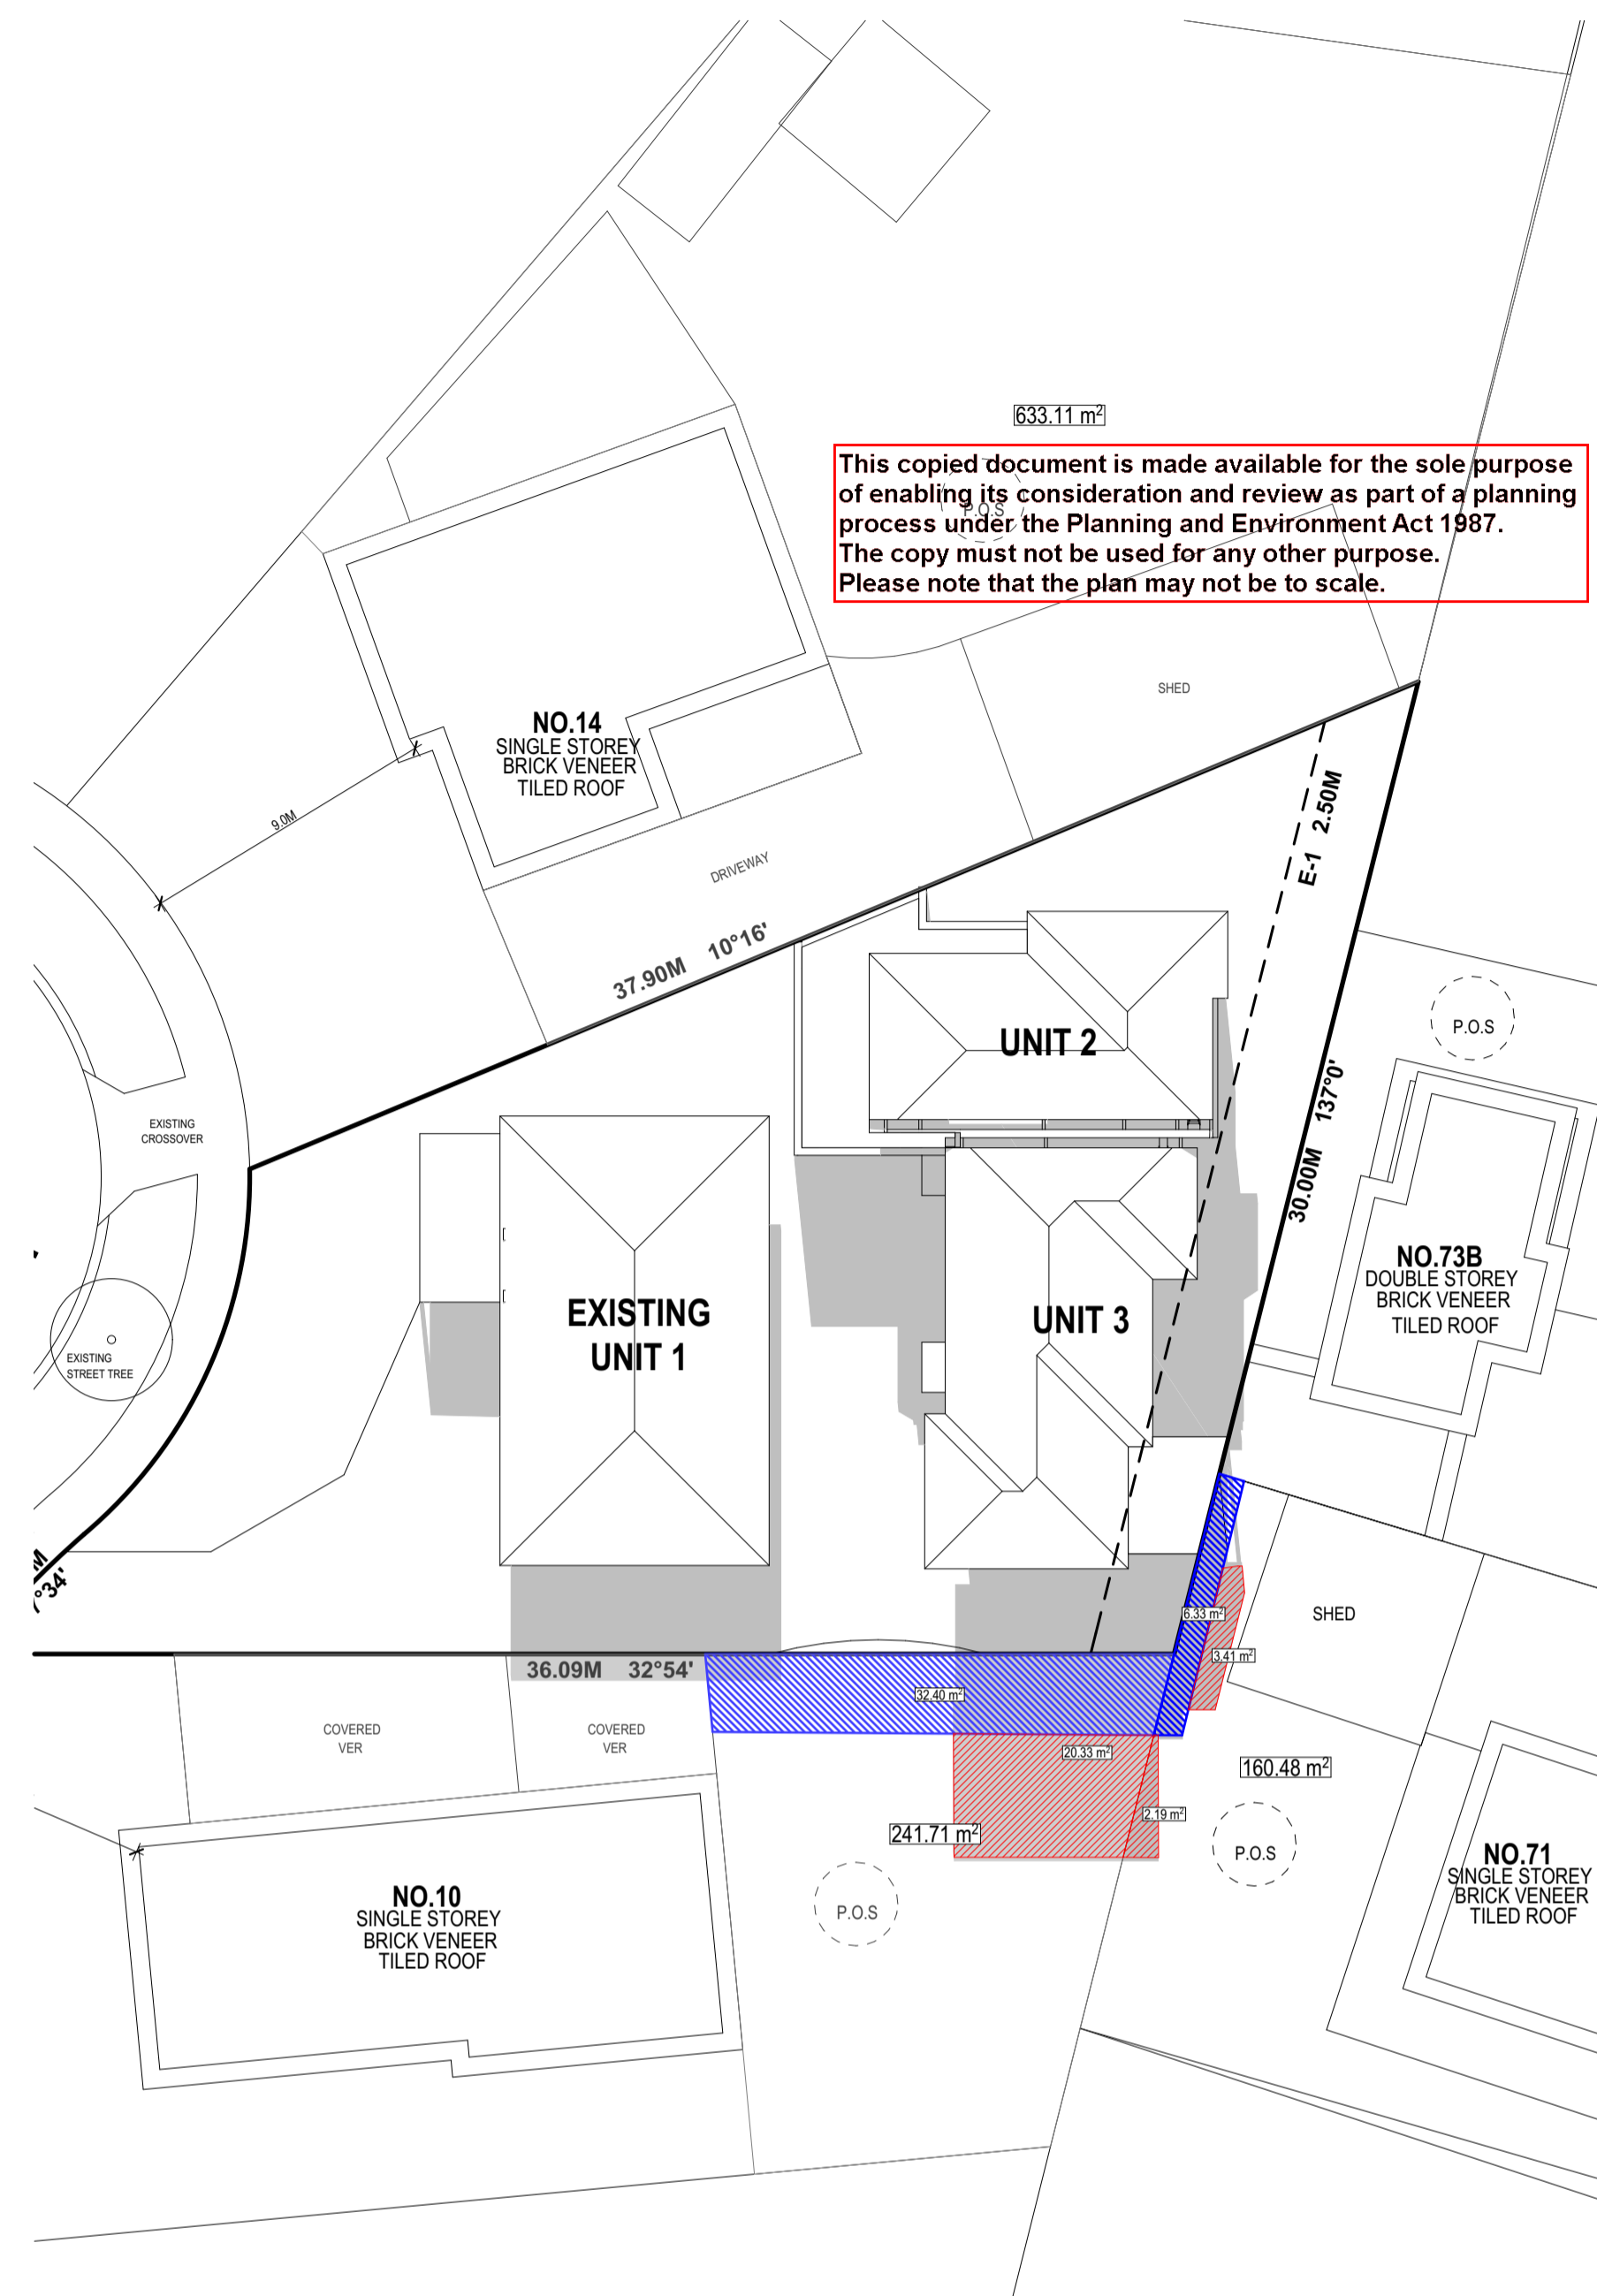 633.11 m²
This copied document is made available for the sole purpose
of enabling its consideration and review as part of a planning
process under the Planning and Environment Act 1987.
The copy must not be used for any other purpose.
Please note that the plan may not be to scale.
P.O.S
SHED
NO.14
SINGLE STOREY
BRICK VENEER
TILED ROOF
9.0M
DRIVEWAY
E-1 2.50M
37.90M 10°16'
P.O.S
UNIT 2
EXISTING
CROSSOVER
30.00M 137°0'
NO.73B
DOUBLE STOREY
BRICK VENEER
TILED ROOF
EXISTING
UNIT 1
UNIT 3
EXISTING
STREET TREE
M
7°34'
6.33 m²
SHED
3.41 m²
36.09M 32°54'
32.40 m²
COVERED
VER
COVERED
VER
20.33 m²
160.48 m²
2.19 m²
241.71 m²
P.O.S
NO.71
SINGLE STOREY
BRICK VENEER
TILED ROOF
NO.10
SINGLE STOREY
BRICK VENEER
TILED ROOF
P.O.S